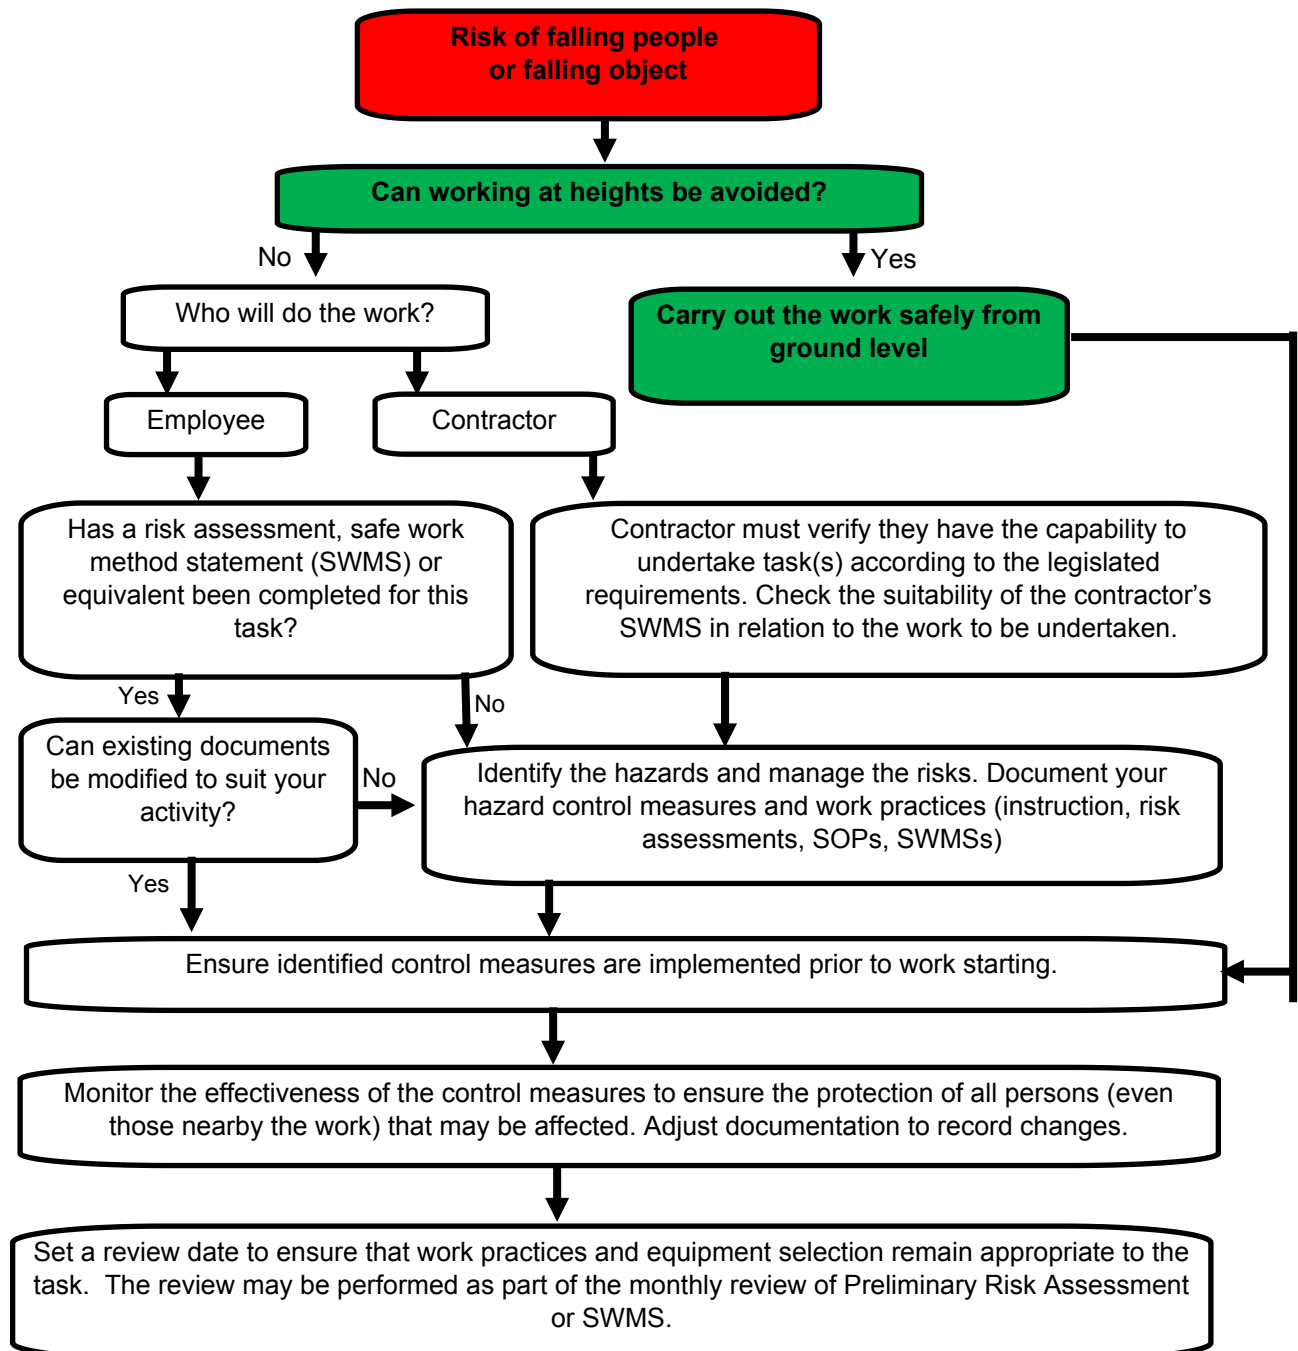 Risk of falling people
or falling object
Can working at heights be avoided?
No
Yes
Who will do the work?
Carry out the work safely from
ground level
Employee
Contractor
Has a risk assessment, safe work
method statement (SWMS) or
equivalent been completed for this
task?
Contractor must verify they have the capability to
undertake task(s) according to the legislated
requirements. Check the suitability of the contractor’s
SWMS in relation to the work to be undertaken.
Yes
No
Can existing documents
be modified to suit your
activity?
No
Identify the hazards and manage the risks. Document your
hazard control measures and work practices (instruction, risk
assessments, SOPs, SWMSs)
Yes
Ensure identified control measures are implemented prior to work starting.
Monitor the effectiveness of the control measures to ensure the protection of all persons (even
those nearby the work) that may be affected. Adjust documentation to record changes.
Set a review date to ensure that work practices and equipment selection remain appropriate to the
task.  The review may be performed as part of the monthly review of Preliminary Risk Assessment
or SWMS.